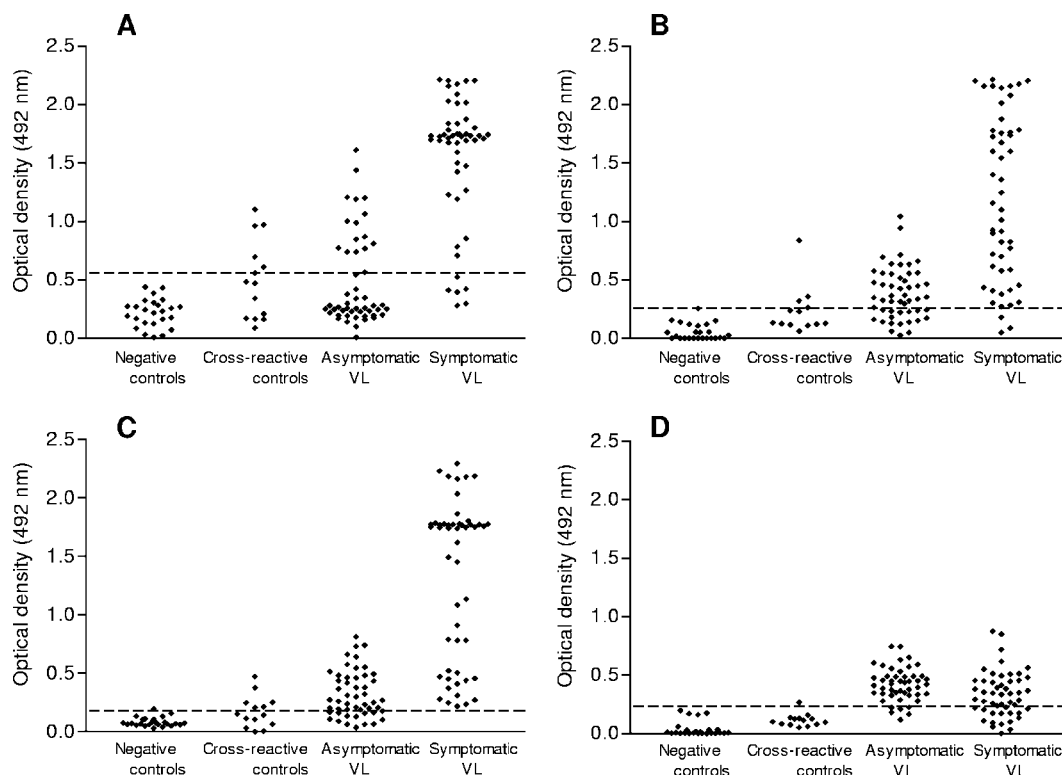 A
Optical density (492 nm)
2.5
2.0
1.5
1.0
0.5
0.0
Negative controls
Cross-reactive controls
Asymptomatic VL
Symptomatic VL
B
Optical density (492 nm)
2.5
2.0
1.5
1.0
0.5
0.0
Negative controls
Cross-reactive controls
Asymptomatic VL
Symptomatic VL
C
Optical density (492 nm)
2.5
2.0
1.5
1.0
0.5
0.0
Negative controls
Cross-reactive controls
Asymptomatic VL
Symptomatic VL
D
Optical density (492 nm)
2.5
2.0
1.5
1.0
0.5
0.0
Negative controls
Cross-reactive controls
Asymptomatic VL
Symptomatic VL